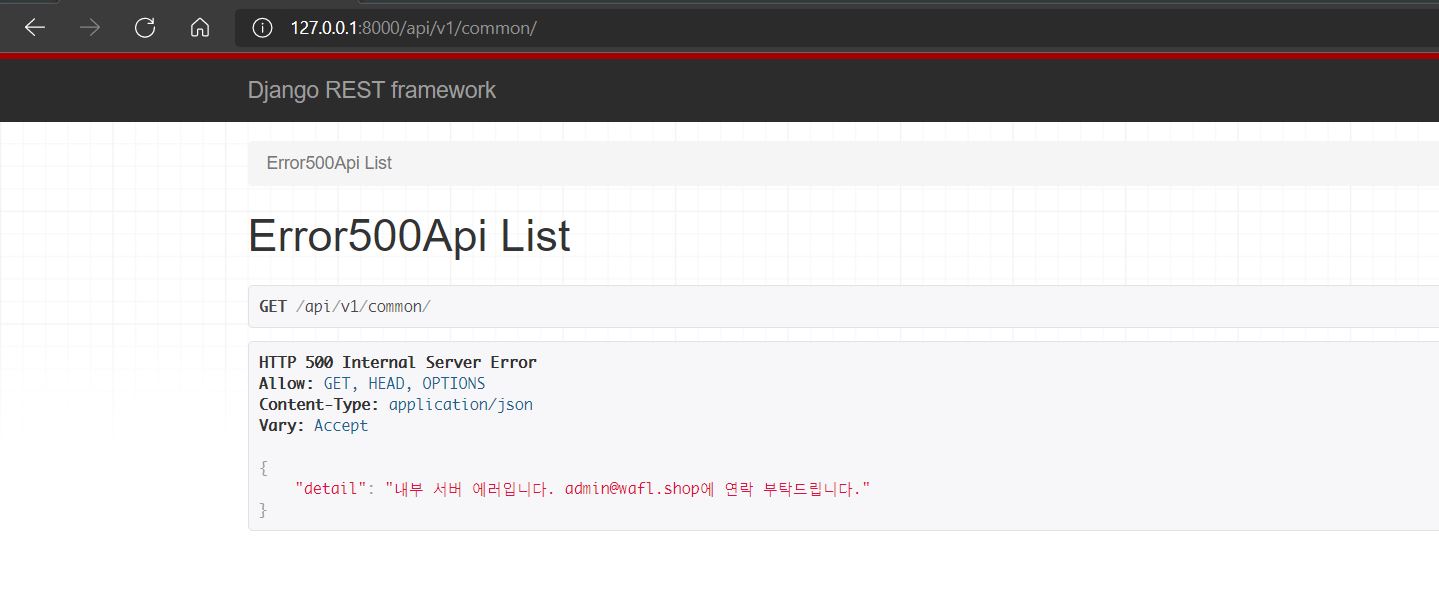 127.0.0.1:8000/api/v1/common/
Django REST framework
Error500Api List
Error500Api List
GET /api/v1/common/
HTTP 500 Internal Server Error
Allow: GET, HEAD, OPTIONS
Content-Type: application/json
Vary: Accept
{
"detail": "내부 서버 에러입니다. admin@wafl.shop에 연락 부탁드립니다."
}